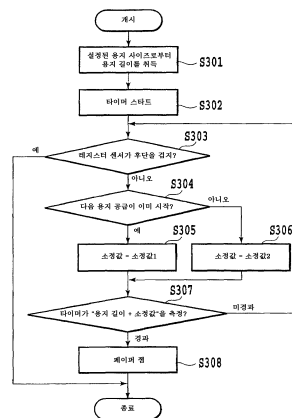 개시
설정된 용지 사이즈로부터
용지 길이를 취득
S301
타이머 스타트
S302
S303
레지스터 센서가 후단을 검지?
예
아니오
S304
다음 용지 공급이 이미 시작?
아니오
예
S305
S306
소정값 = 소정값1
소정값 = 소정값2
S307
타이머가 "용지 길이 + 소정값"을 측정?
미경과
경과
페이퍼 잼
S308
종료